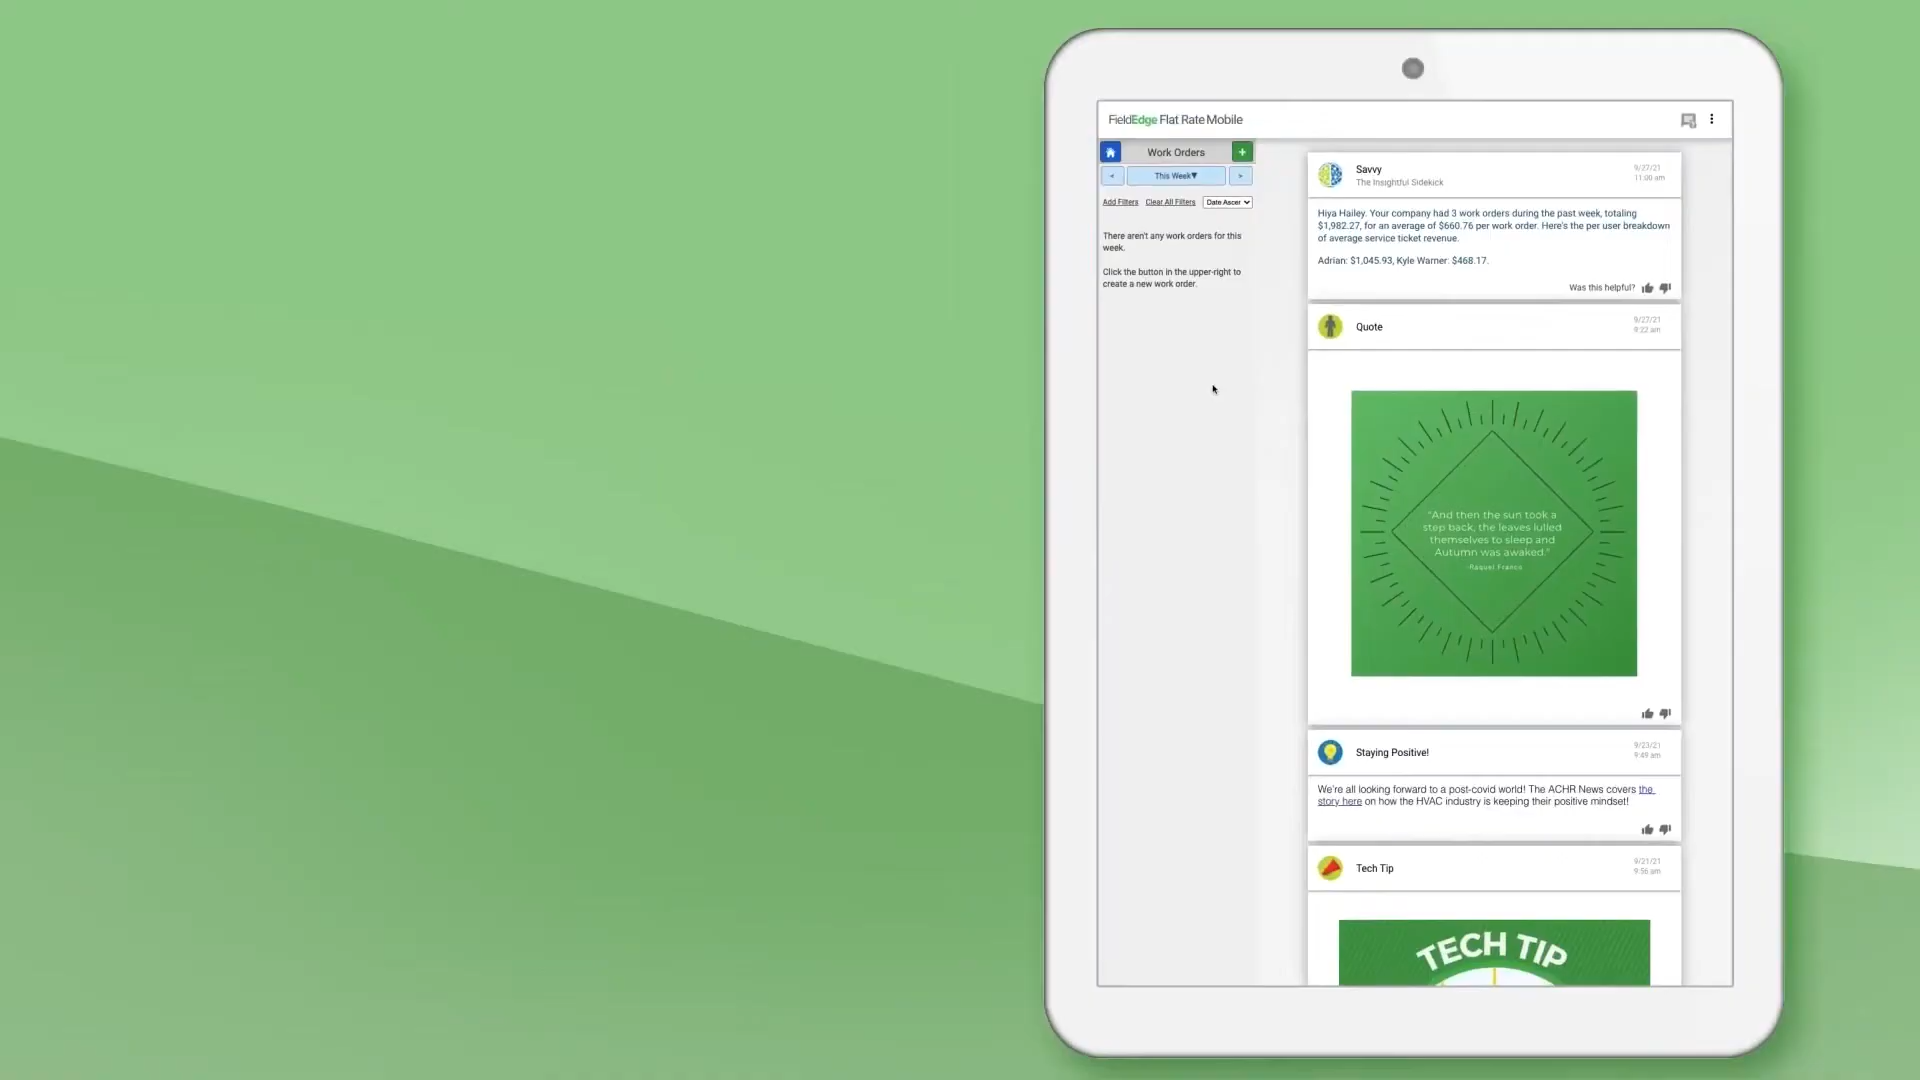 FieldEdge Flat Rate Mobile
Work Orders
+
< This Week▼ >
Add Filters Clear All Filters Date Ascer
There aren't any work orders for this
week.
Click the button in the upper-right to
create a new work order.
Savvy
The Insightful Sidekick
9/27/21
11:00 am
Hiya Hailey. Your company had 3 work orders during the past week, totaling
$1,982.27, for an average of $660.76 per work order. Here's the per user breakdown
of average service ticket revenue.
Adrian: $1,045.93, Kyle Warner: $468.17.
Was this helpful?
Quote
9/27/21
9:22 am
"And then the sun took a
step back, the leaves lulled
themselves to sleep and
Autumn was awaked."
-Raquel Franco
Staying Positive!
9/23/21
9:49 am
We're all looking forward to a post-covid world! The ACHR News covers the
story here on how the HVAC industry is keeping their positive mindset!
Tech Tip
9/21/21
9:56 am
TECH TIP